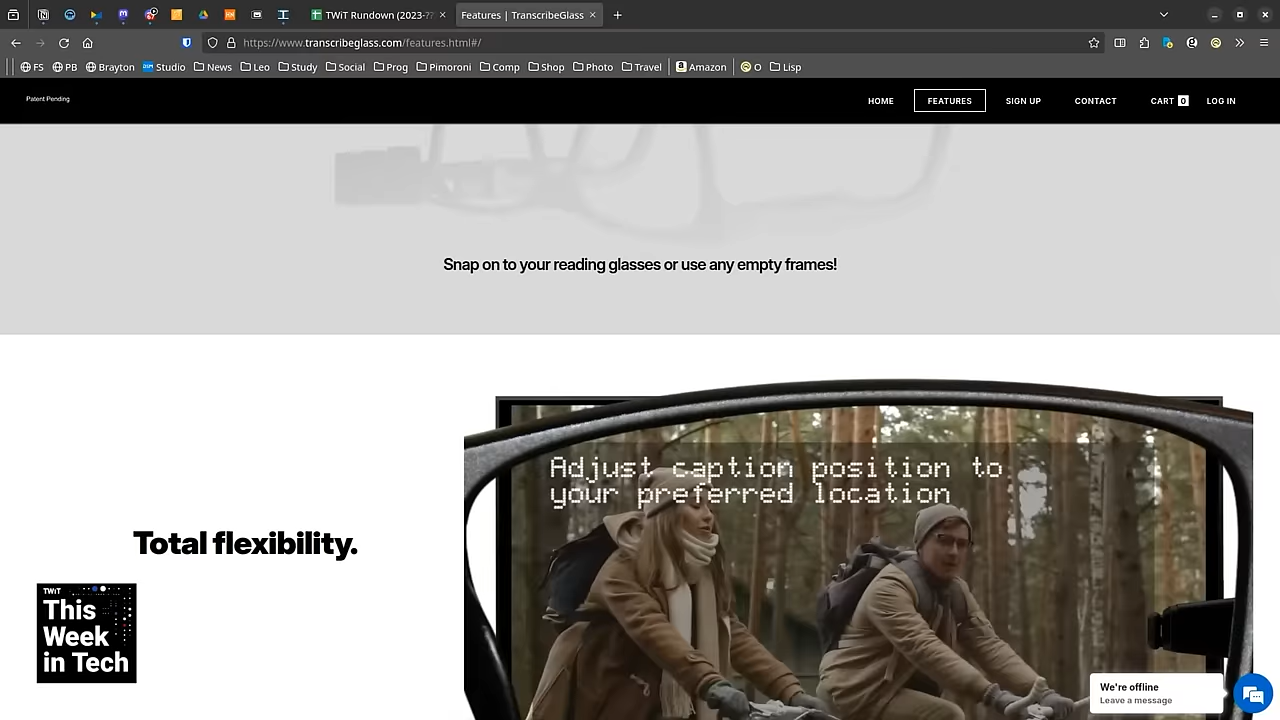 TWiT Rundown (2023-??
Features | TranscribeGlass
https://www.transcribeglass.com/features.html#/
FS
PB
Brayton
Studio
News
Leo
Study
Social
Prog
Pimoroni
Comp
Shop
Photo
Travel
Amazon
O
Lisp
Patent Pending
HOME
FEATURES
SIGN UP
CONTACT
CART 0
LOG IN
Snap on to your reading glasses or use any empty frames!
Adjust caption position to
your preferred location
Total flexibility.
TWiT
This
Week
in Tech
We're offline
Leave a message